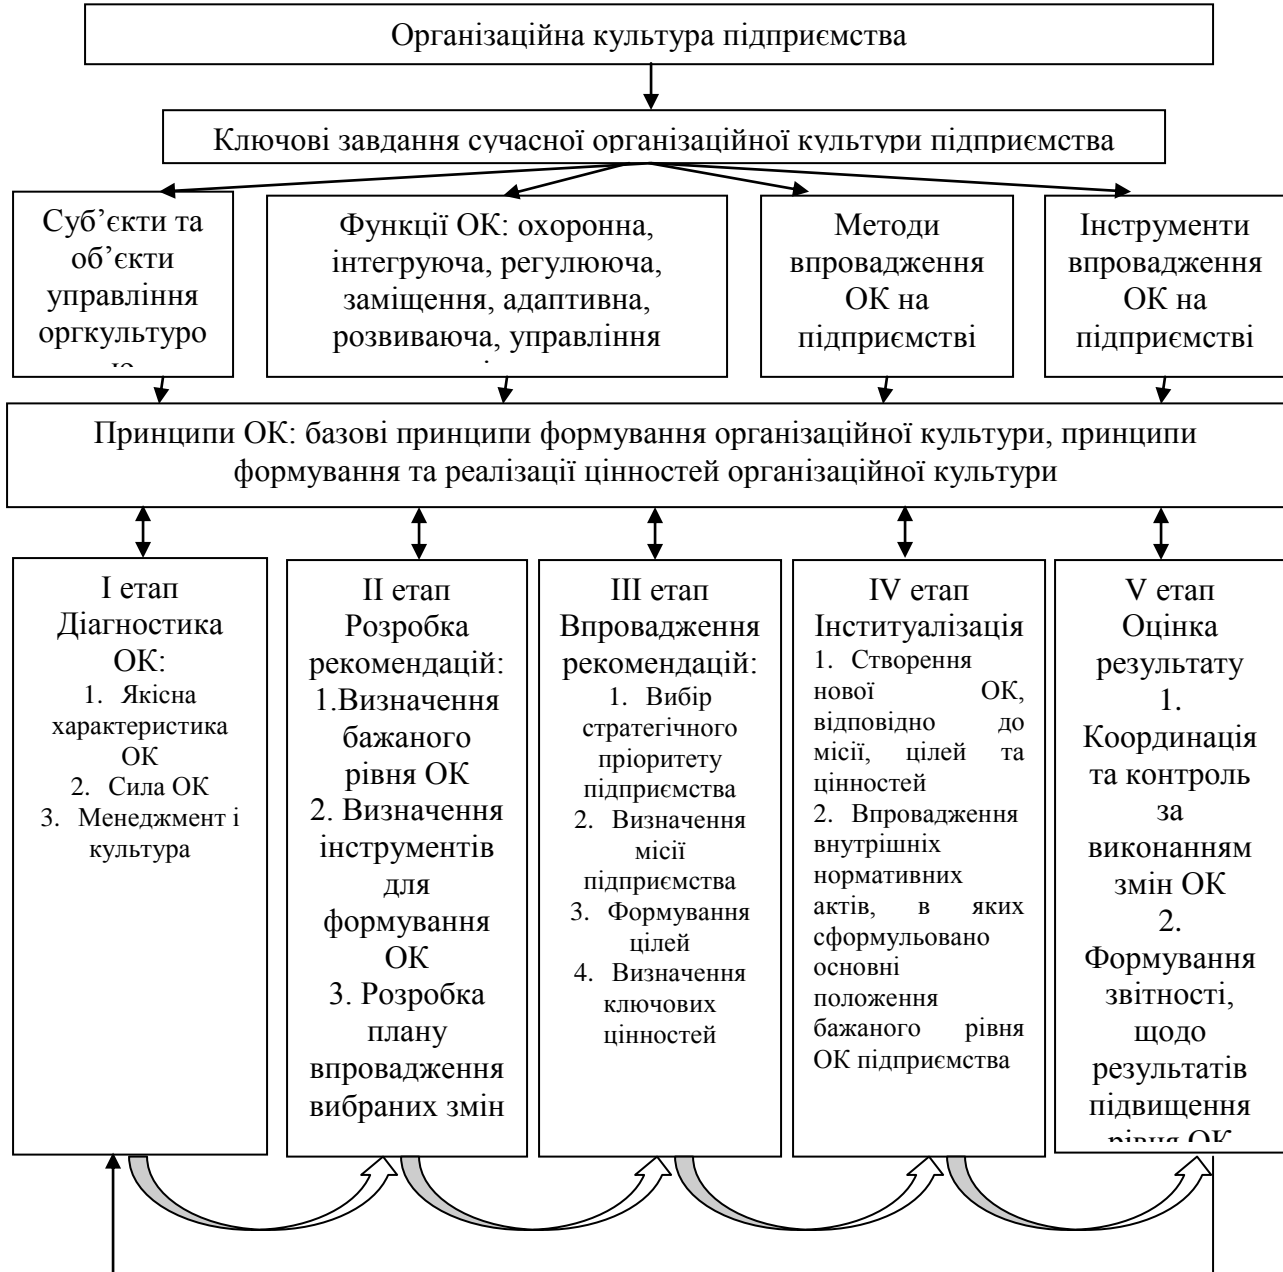 Організаційна культура підприємства
Ключові завдання сучасної організаційної культури підприємства
Суб’єкти та
об’єкти
управління
оргкультуро
ю
Функції ОК: охоронна,
інтегруюча, регулююча,
заміщення, адаптивна,
розвиваюча, управління
Методи
впровадження
ОК на
підприємстві
Інструменти
впровадження
ОК на
підприємстві
Принципи ОК: базові принципи формування організаційної культури, принципи
формування та реалізації цінностей організаційної культури
І етап
Діагностика
ОК:
1. Якісна
характеристика
ОК
2. Сила ОК
3. Менеджмент і
культура
ІІ етап
Розробка
рекомендацій:
1.Визначення
бажаного
рівня ОК
2. Визначення
інструментів
для
формування
ОК
3. Розробка
плану
впровадження
вибраних змін
ІІІ етап
Впровадження
рекомендацій:
1. Вибір
стратегічного
пріоритету
підприємства
2. Визначення
місії
підприємства
3. Формування
цілей
4. Визначення
ключових
цінностей
IV етап
Інституалізація
1. Створення
нової ОК,
відповідно до
місії, цілей та
цінностей
2. Впровадження
внутрішніх
нормативних
актів, в яких
сформульовано
основні
положення
бажаного рівня
ОК підприємства
V етап
Оцінка
результату
1.
Координація
та контроль
за
виконанням
змін ОК
2.
Формування
звітності,
щодо
результатів
підвищення
рівня ОК